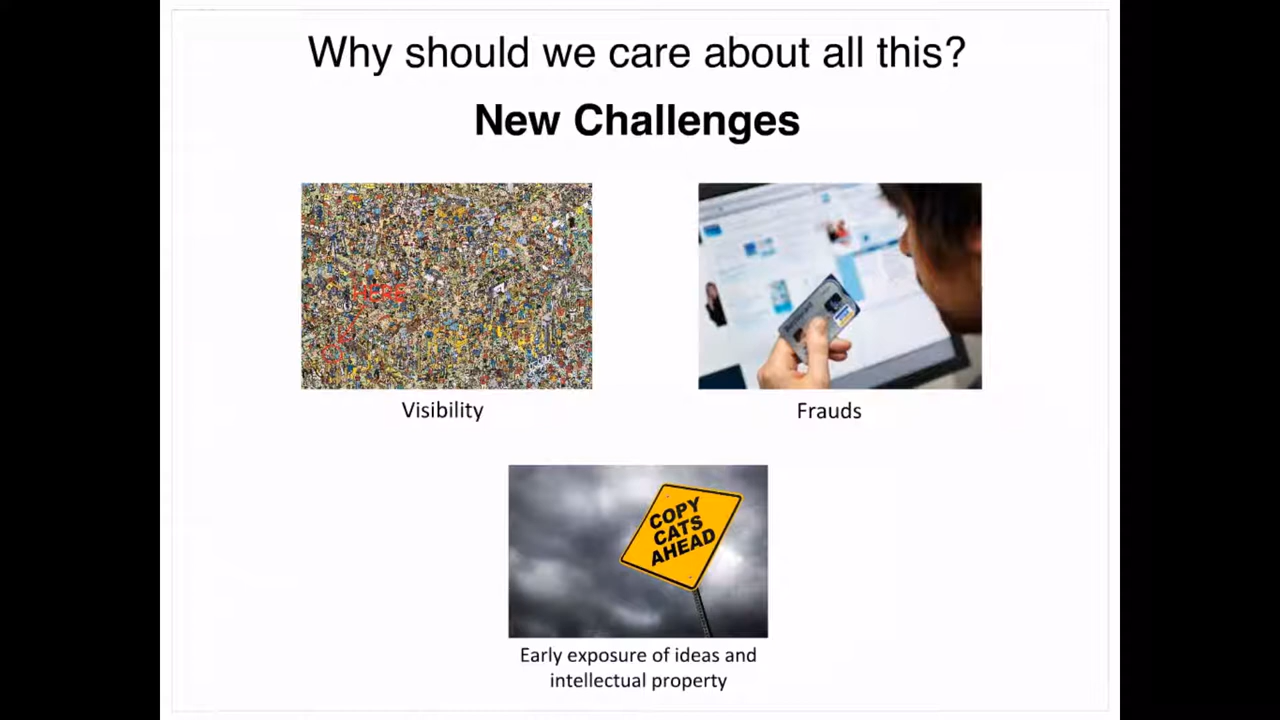 Why should we care about all this?
New Challenges
HERE
Visibility
Frauds
COPY
CATS
AHEAD
Early exposure of ideas and
intellectual property